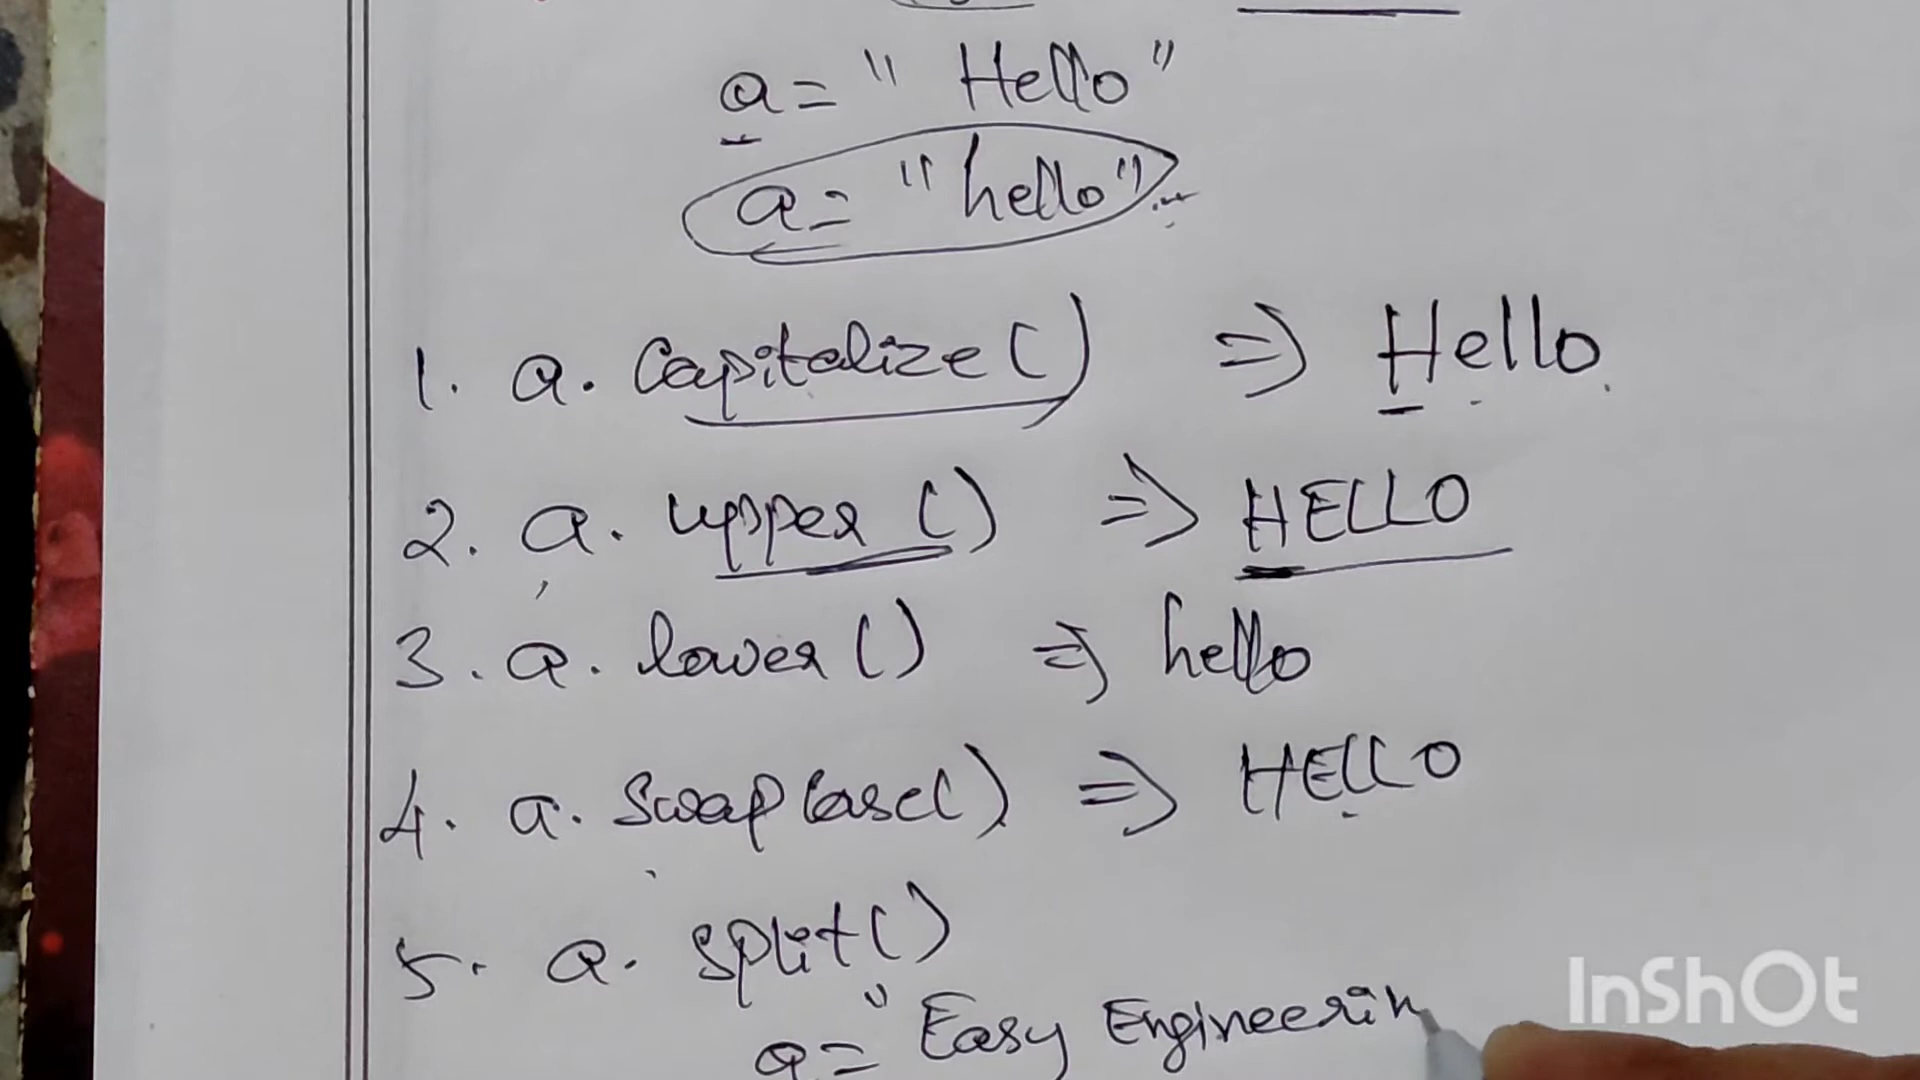 a = " Hello "
a = " hello "
1. a. Capitalize () => Hello.
2. a. upper () => HELLO
3. a. lower () => hello
4. a. Swapcase() => HELLO
5. a. split()
a = " Easy Engineerin
InShOt